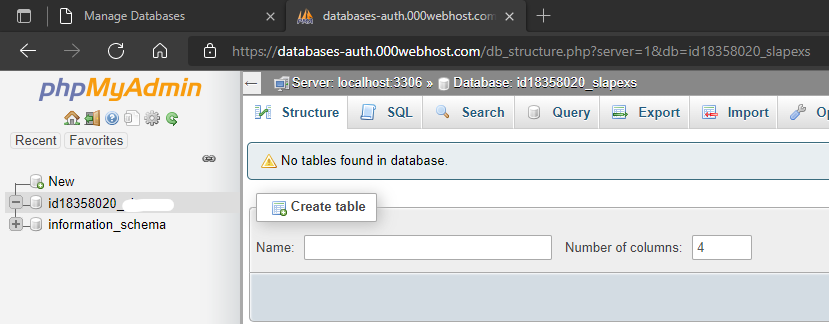 Manage Databases
databases-auth.000webhost.com
https://databases-auth.000webhost.com/db_structure.php?server=1&db=id18358020_slapexs
phpMyAdmin
Recent Favorites
New
id18358020_
information_schema
Server: localhost:3306 » Database: id18358020_slapexs
Structure SQL Search Query Export Import
No tables found in database.
Create table
Name: Number of columns: 4